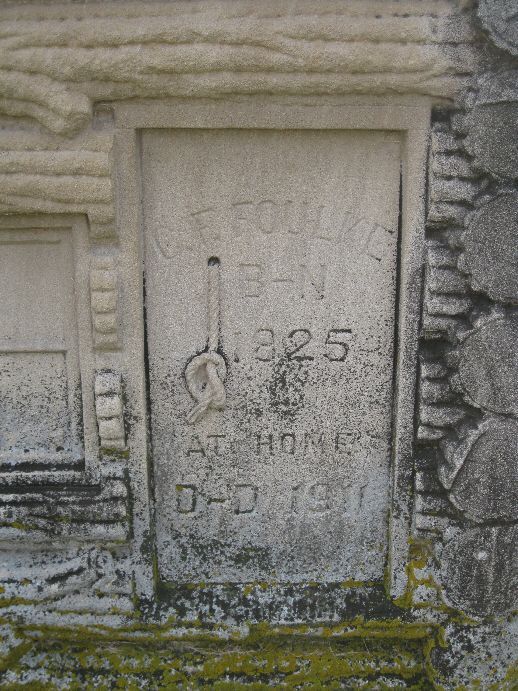 C.F. FOULKE
B-N
1825
AT HOME
D-D 1911